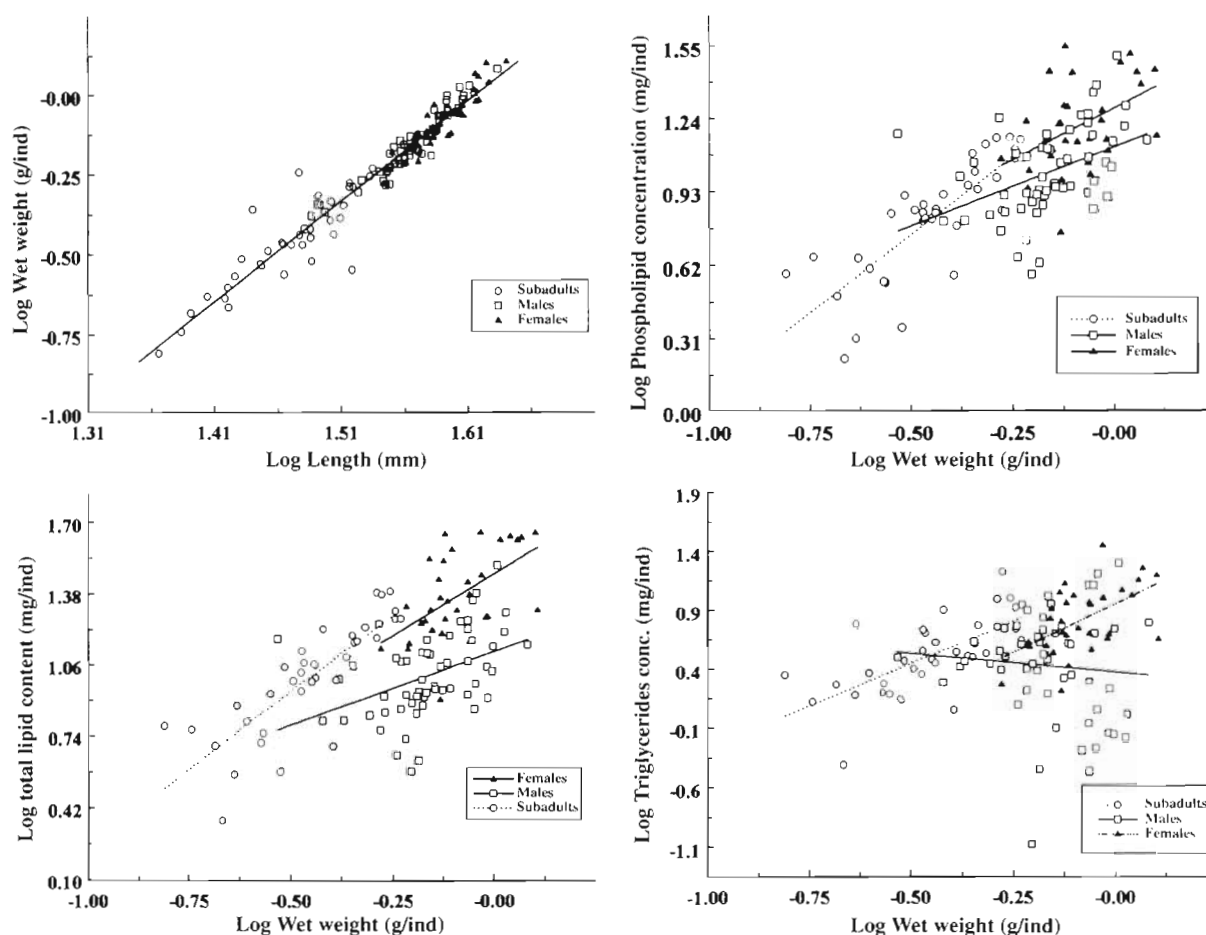 Log Wet weight (g/ind)
-0.00
-0.25
-0.50
-0.75
-1.00
1.31
1.41
1.51
1.61
Log Length (mm)
Subadults
Males
Females
Log Phospholipid concentration (mg/ind)
1.55
1.24
0.93
0.62
0.31
0.00
-1.00
-0.75
-0.50
-0.25
-0.00
Log Wet weight (g/ind)
Subadults
Males
Females
Log total lipid content (mg/ind)
1.70
1.38
1.06
0.74
0.42
0.10
-1.00
-0.75
-0.50
-0.25
-0.00
Log Wet weight (g/ind)
Females
Males
Subadults
Log Triglycerides conc. (mg/ind)
1.9
1.4
0.9
0.4
-0.1
-0.6
-1.1
-1.00
-0.75
-0.50
-0.25
-0.00
Log Wet weight (g/ind)
Subadults
Males
Females